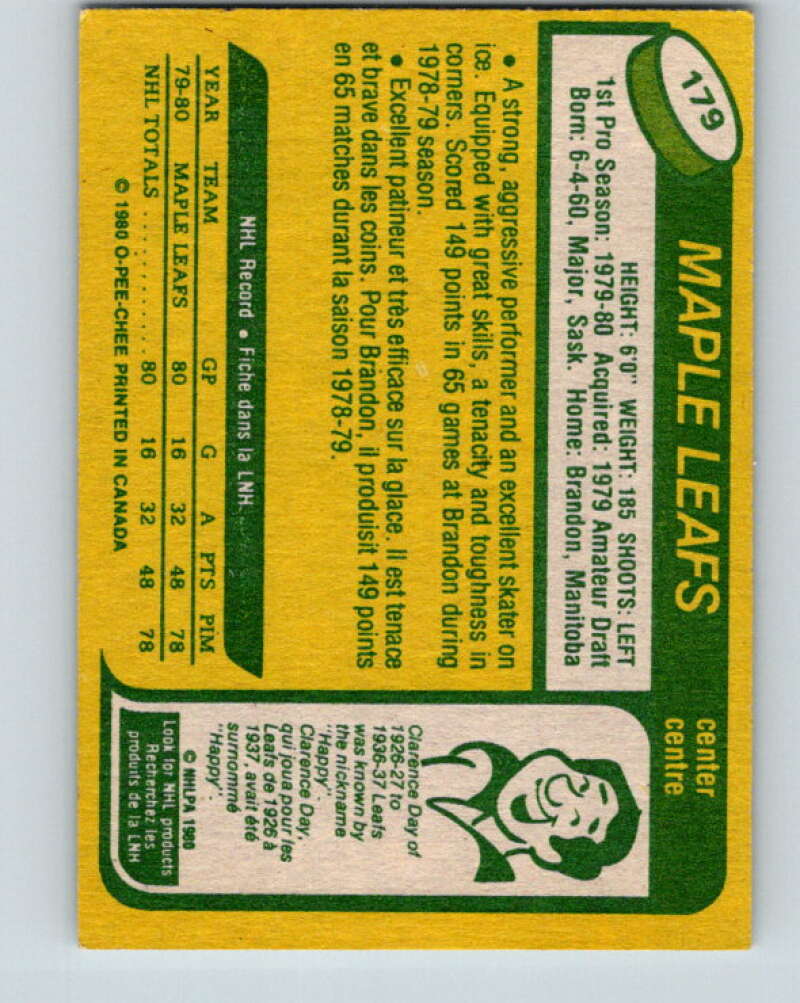 179
MAPLE LEAFS
center
centre
HEIGHT: 6'0" WEIGHT: 185 SHOOTS: LEFT
1st Pro Season: 1979-80 Acquired: 1979 Amateur Draft
Born: 6-4-60, Major, Sask. Home: Brandon, Manitoba
• A strong, aggressive performer and an excellent skater on
ice. Equipped with great skills, a tenacity and toughness in
corners. Scored 149 points in 65 games at Brandon during
1978-79 season.
• Excellent patineur et très efficace sur la glace. Il est tenace
et brave dans les coins. Pour Brandon, il produisit 149 points
en 65 matches durant la saison 1978-79.
NHL Record • Fiche dans la LNH
YEAR TEAM GP G A PTS PIM
79-80 MAPLE LEAFS 80 16 32 48 78
NHL TOTALS .......... 80 16 32 48 78
© 1980 O-PEE-CHEE PRINTED IN CANADA
Clarence Day of
1926-27 to
1936-37 Leafs
was known by
the nickname
"Happy".
Clarence Day,
qui joua pour les
Leafs de 1926 à
1937, avait été
surnommé
"Happy".
© NHLPA 1980
Look for NHL products
Recherchez les
produits de la LNH